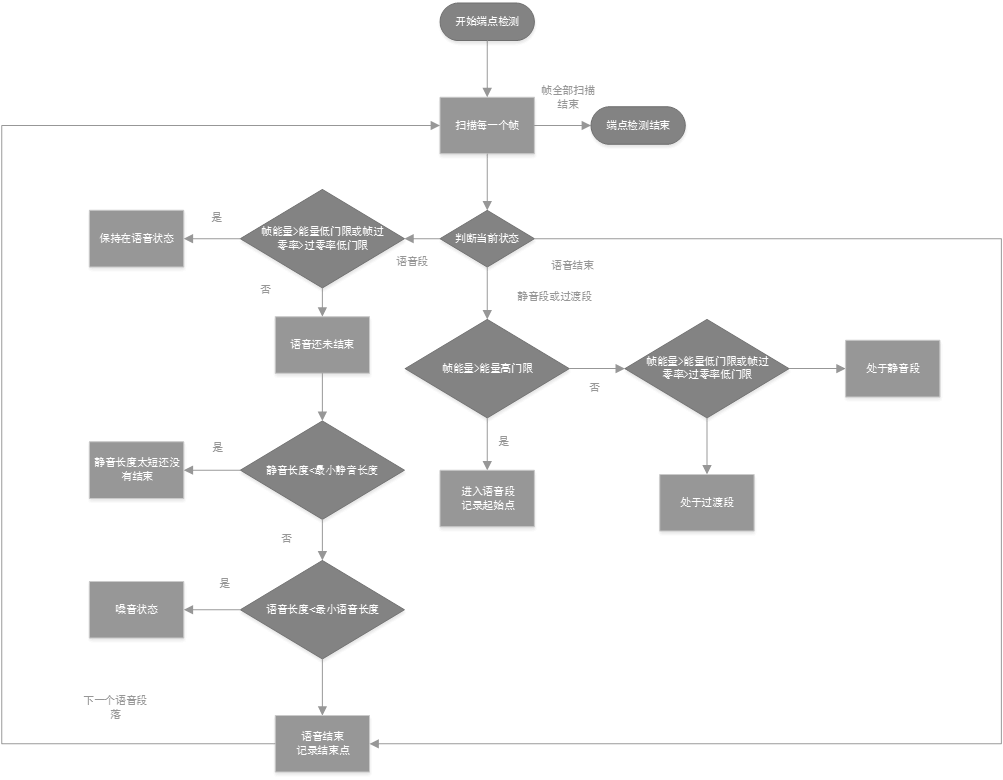 开始端点检测
帧全部扫描
结束
扫描每一个帧
端点检测结束
是
保持在语音状态
帧能量>能量低门限或帧过
零率>过零率低门限
判断当前状态
语音段
语音结束
否
静音段或过渡段
语音还未结束
帧能量>能量高门限
否
帧能量>能量低门限或帧过
零率>过零率低门限
处于静音段
是
静音长度太短还没
有结束
静音长度<最小静音长度
是
进入语音段
记录起始点
处于过渡段
否
是
噪音状态
语音长度<最小语音长度
下一个语音段
落
语音结束
记录结束点